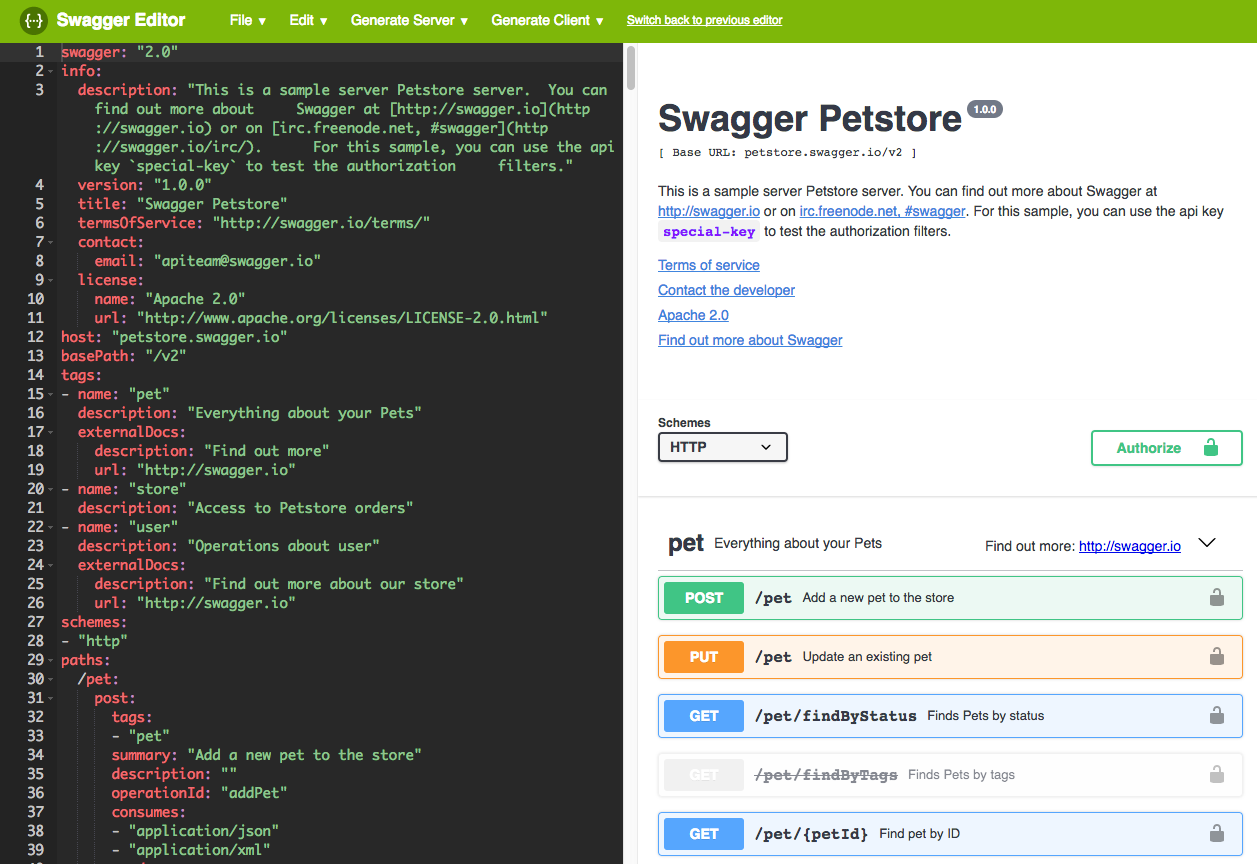 {··} Swagger Editor File ▼ Edit ▼ Generate Server ▼ Generate Client ▼ Switch back to previous editor
1 swagger: "2.0"
2 info:
3 description: "This is a sample server Petstore server.  You can
find out more about     Swagger at [http://swagger.io](http
://swagger.io) or on [irc.freenode.net, #swagger](http
://swagger.io/irc/).      For this sample, you can use the api
key `special-key` to test the authorization     filters."
4 version: "1.0.0"
5 title: "Swagger Petstore"
6 termsOfService: "http://swagger.io/terms/"
7 contact:
8 email: "apiteam@swagger.io"
9 license:
10 name: "Apache 2.0"
11 url: "http://www.apache.org/licenses/LICENSE-2.0.html"
12 host: "petstore.swagger.io"
13 basePath: "/v2"
14 tags:
15 - name: "pet"
16 description: "Everything about your Pets"
17 externalDocs:
18 description: "Find out more"
19 url: "http://swagger.io"
20 - name: "store"
21 description: "Access to Petstore orders"
22 - name: "user"
23 description: "Operations about user"
24 externalDocs:
25 description: "Find out more about our store"
26 url: "http://swagger.io"
27 schemes:
28 - "http"
29 paths:
30 /pet:
31 post:
32 tags:
33 - "pet"
34 summary: "Add a new pet to the store"
35 description: ""
36 operationId: "addPet"
37 consumes:
38 - "application/json"
39 - "application/xml"
Swagger Petstore 1.0.0
[ Base URL: petstore.swagger.io/v2 ]
This is a sample server Petstore server. You can find out more about Swagger at
http://swagger.io or on irc.freenode.net, #swagger. For this sample, you can use the api key
special-key to test the authorization filters.
Terms of service
Contact the developer
Apache 2.0
Find out more about Swagger
Schemes
HTTP
Authorize
pet Everything about your Pets Find out more: http://swagger.io
POST /pet Add a new pet to the store
PUT /pet Update an existing pet
GET /pet/findByStatus Finds Pets by status
GET /pet/findByTags Finds Pets by tags
GET /pet/{petId} Find pet by ID